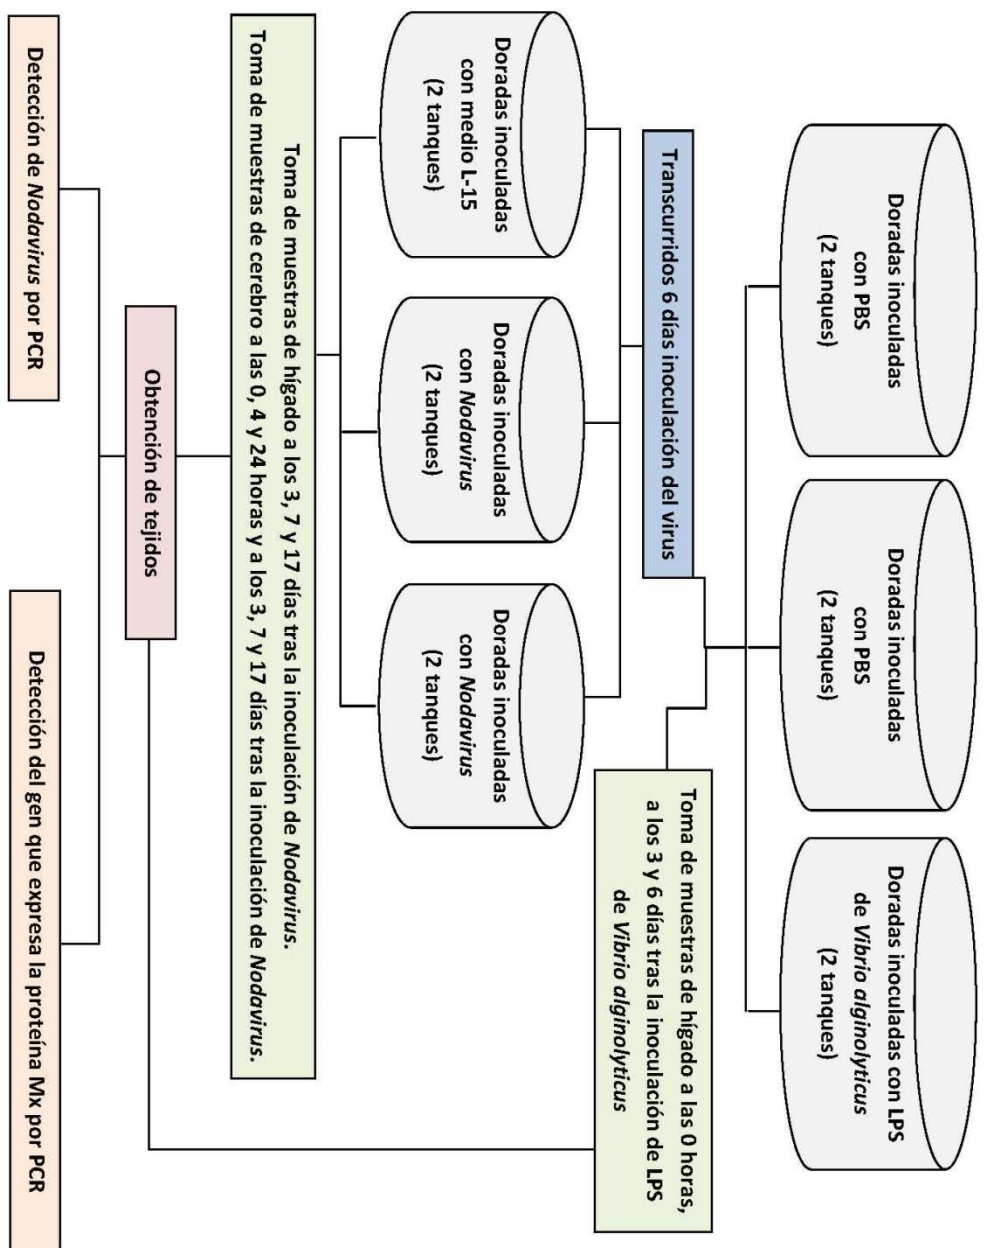 Doradas inoculadas
con PBS
(2 tanques)
Doradas inoculadas
con PBS
(2 tanques)
Doradas inoculadas con LPS
de Vibrio alginolyticus
(2 tanques)
Transcurridos 6 días inoculación del virus
Toma de muestras de hígado a las 0 horas,
a los 3 y 6 días tras la inoculación de LPS
de Vibrio alginolyticus
Doradas inoculadas
con medio L-15
(2 tanques)
Doradas inoculadas
con Nodavirus
(2 tanques)
Doradas inoculadas
con Nodavirus
(2 tanques)
Toma de muestras de hígado a los 3, 7 y 17 días tras la inoculación de Nodavirus.
Toma de muestras de cerebro a las 0, 4 y 24 horas y a los 3, 7 y 17 días tras la inoculación de Nodavirus.
Obtención de tejidos
Detección de Nodavirus por PCR
Detección del gen que expresa la proteína Mx por PCR